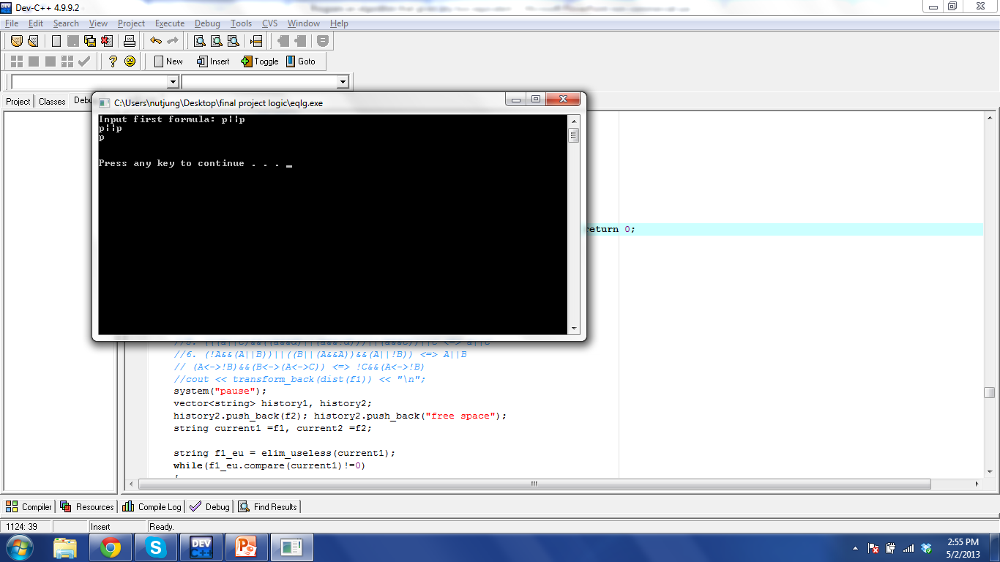 Dev-C++ 4.9.9.2
File Edit Search View Project Execute Debug Tools CVS Window Help
New Insert Toggle Goto
Project Classes Debu
C:\Users\nutjung\Desktop\final project logic\eqlg.exe
Input first formula: p||p
p||p
p
Press any key to continue . . . _
return 0;
//6. (!A&&(A||B))||((B||(A&&A))&&(A||!B)) <=> A||B
// (A<->!B)&&(B<->(A<->C)) <=> !C&&(A<->!B)
//cout << transform_back(dist(f1)) << "\n";
system("pause");
vector<string> history1, history2;
history2.push_back(f2); history2.push_back("free space");
string current1 =f1, current2 =f2;
string f1_eu = elim_useless(current1);
while(f1_eu.compare(current1)!=0)
Compiler Resources Compile Log Debug Find Results
1124: 39 Insert Ready.
2:55 PM
5/2/2013